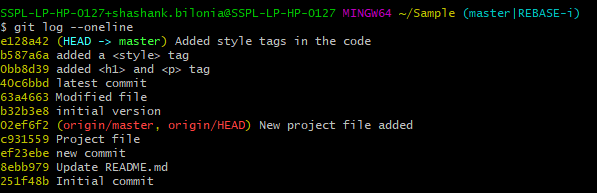 SSPL-LP-HP-0127+shashank.bilonia@SSPL-LP-HP-0127 MINGW64 ~/Sample (master|REBASE-i)
$ git log --oneline
e128a42 (HEAD -> master) Added style tags in the code
b587a6a added a <style> tag
0bb8d39 added <h1> and <p> tag
40c6bbd latest commit
63a4663 Modified file
b32b3e8 initial version
02ef6f2 (origin/master, origin/HEAD) New project file added
c931559 Project file
ef23ebe new commit
8ebb979 Update README.md
251f48b Initial commit